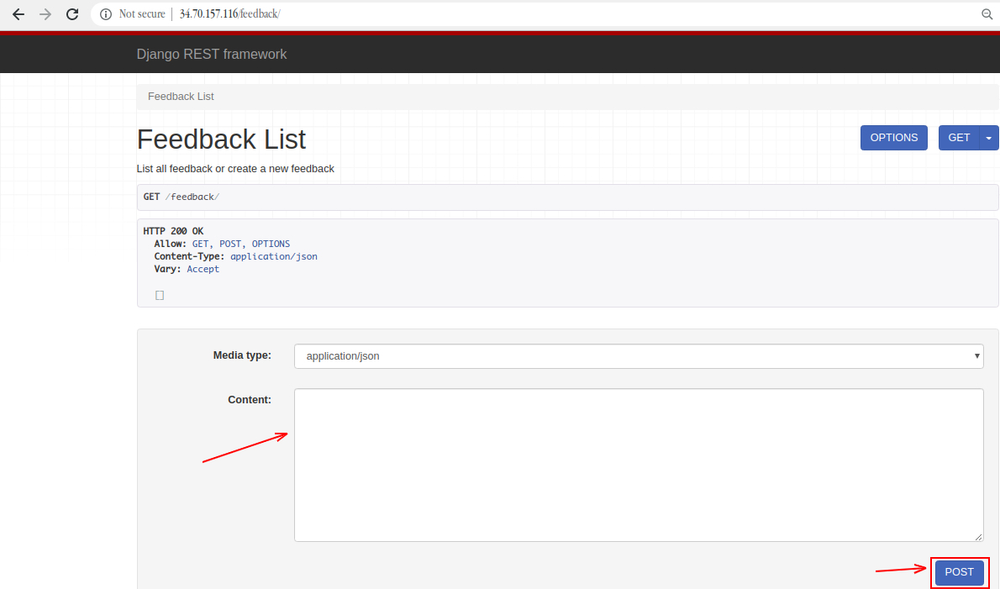 Not secure | 34.70.157.116/feedback/
Django REST framework
Feedback List
Feedback List
OPTIONS
GET
List all feedback or create a new feedback
GET /feedback/
HTTP 200 OK
Allow: GET, POST, OPTIONS
Content-Type: application/json
Vary: Accept
[]
Media type:
application/json
Content:
POST